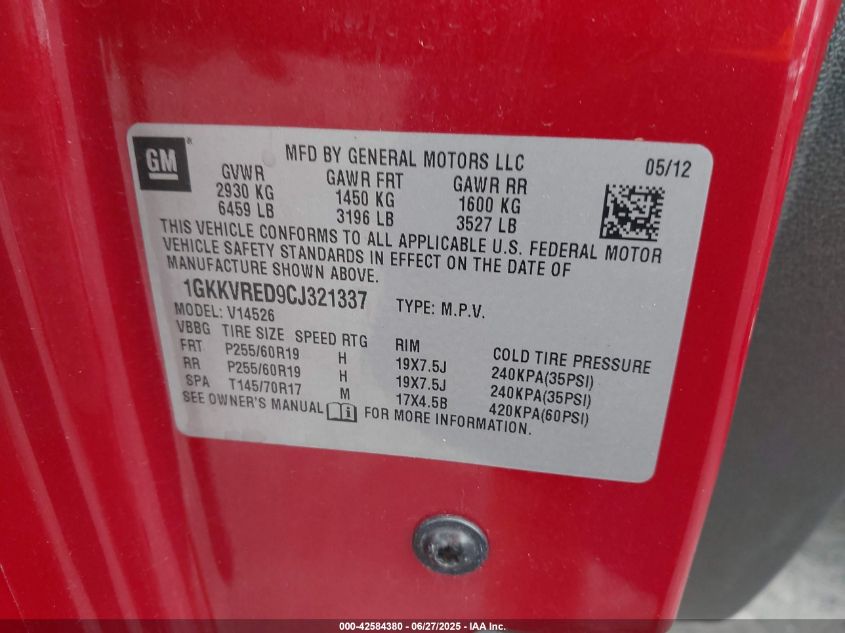 GM ®
MFD BY GENERAL MOTORS LLC 05/12
GVWR GAWR FRT GAWR RR
2930 KG 1450 KG 1600 KG
6459 LB 3196 LB 3527 LB
THIS VEHICLE CONFORMS TO ALL APPLICABLE U.S. FEDERAL MOTOR
VEHICLE SAFETY STANDARDS IN EFFECT ON THE DATE OF
MANUFACTURE SHOWN ABOVE.
1GKKVRED9CJ321337 TYPE: M.P.V.
MODEL: V14526
VBBG TIRE SIZE SPEED RTG RIM COLD TIRE PRESSURE
FRT P255/60R19 H 19X7.5J 240KPA(35PSI)
RR P255/60R19 H 19X7.5J 240KPA(35PSI)
SPA T145/70R17 M 17X4.5B 420KPA(60PSI)
SEE OWNER'S MANUAL i FOR MORE INFORMATION.
000-42584380 - 06/27/2025 - IAA Inc.